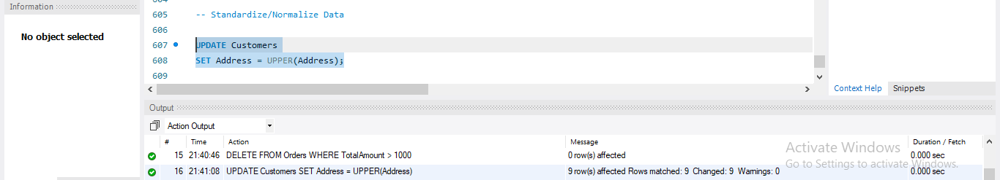 Information
No object selected
604
605 -- Standardize/Normalize Data
606
607 UPDATE Customers
608 SET Address = UPPER(Address);
609
Context Help Snippets
Output
Action Output
# Time Action Message Duration / Fetch
15 21:40:46 DELETE FROM Orders WHERE TotalAmount > 1000 0 row(s) affected 0.000 sec
16 21:41:08 UPDATE Customers SET Address = UPPER(Address) 9 row(s) affected Rows matched: 9 Changed: 9 Warnings: 0 0.000 sec
Activate Windows
Go to Settings to activate Windows.